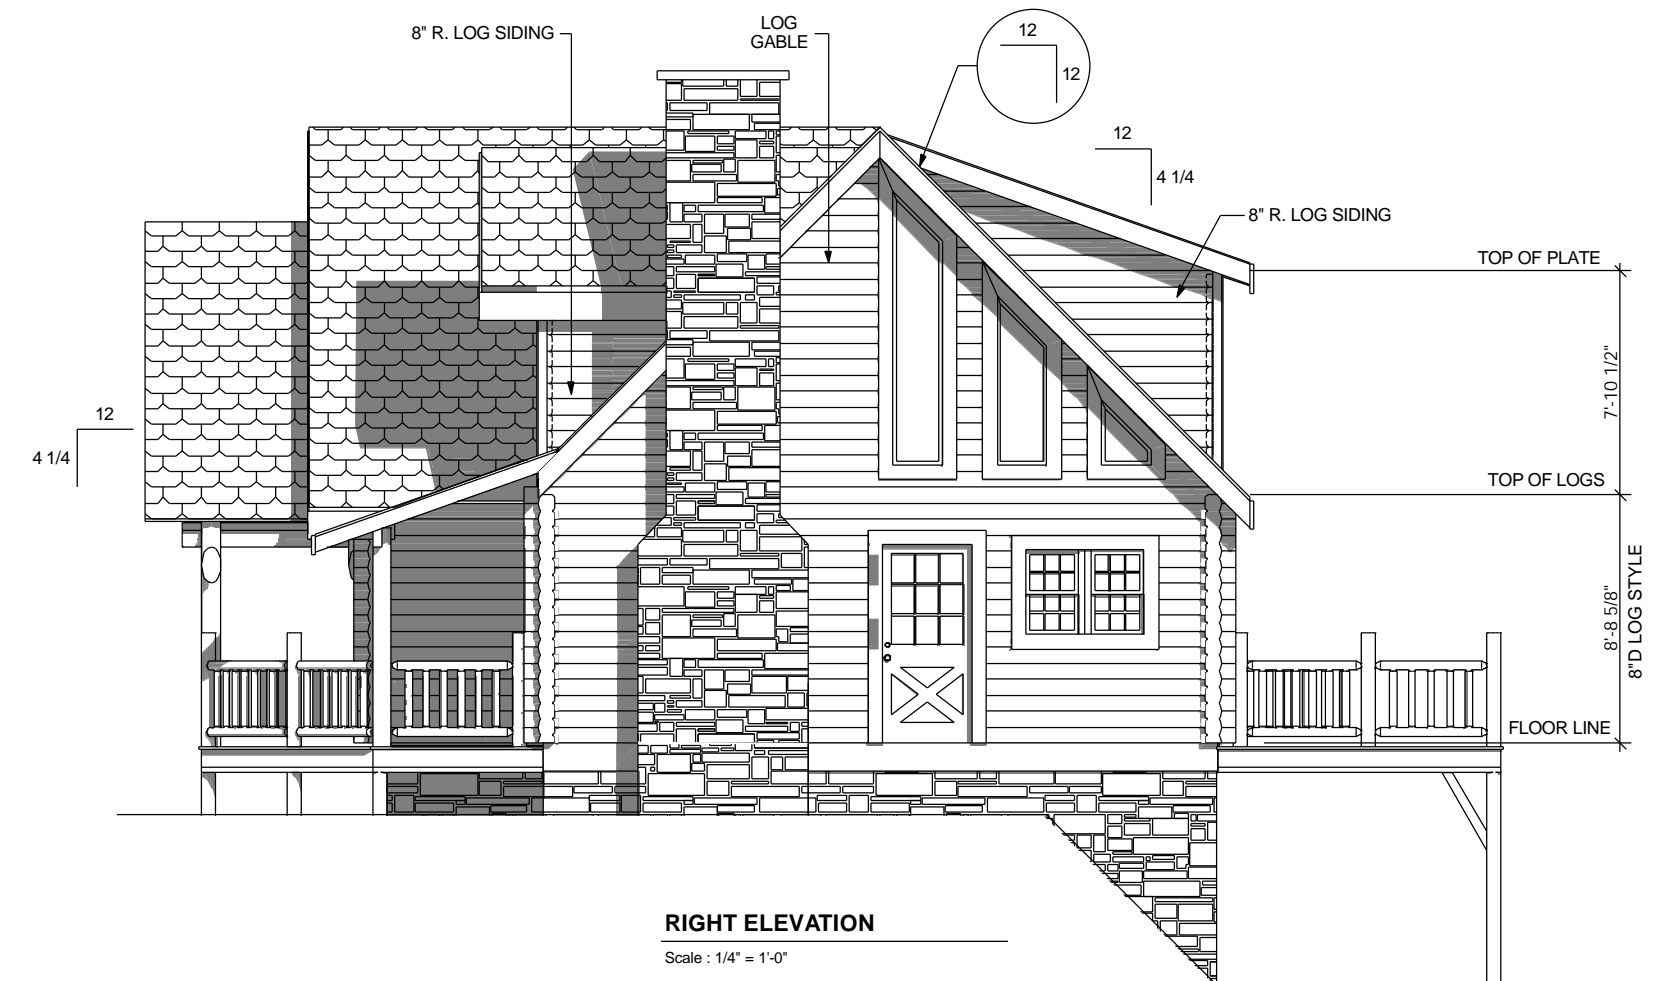 8" R. LOG SIDING
LOG
GABLE
12
12
12
4 1/4
8" R. LOG SIDING
TOP OF PLATE
7'-10 1/2"
12
4 1/4
TOP OF LOGS
8'-8 5/8"
8"D LOG STYLE
FLOOR LINE
RIGHT ELEVATION
Scale : 1/4" = 1'-0"